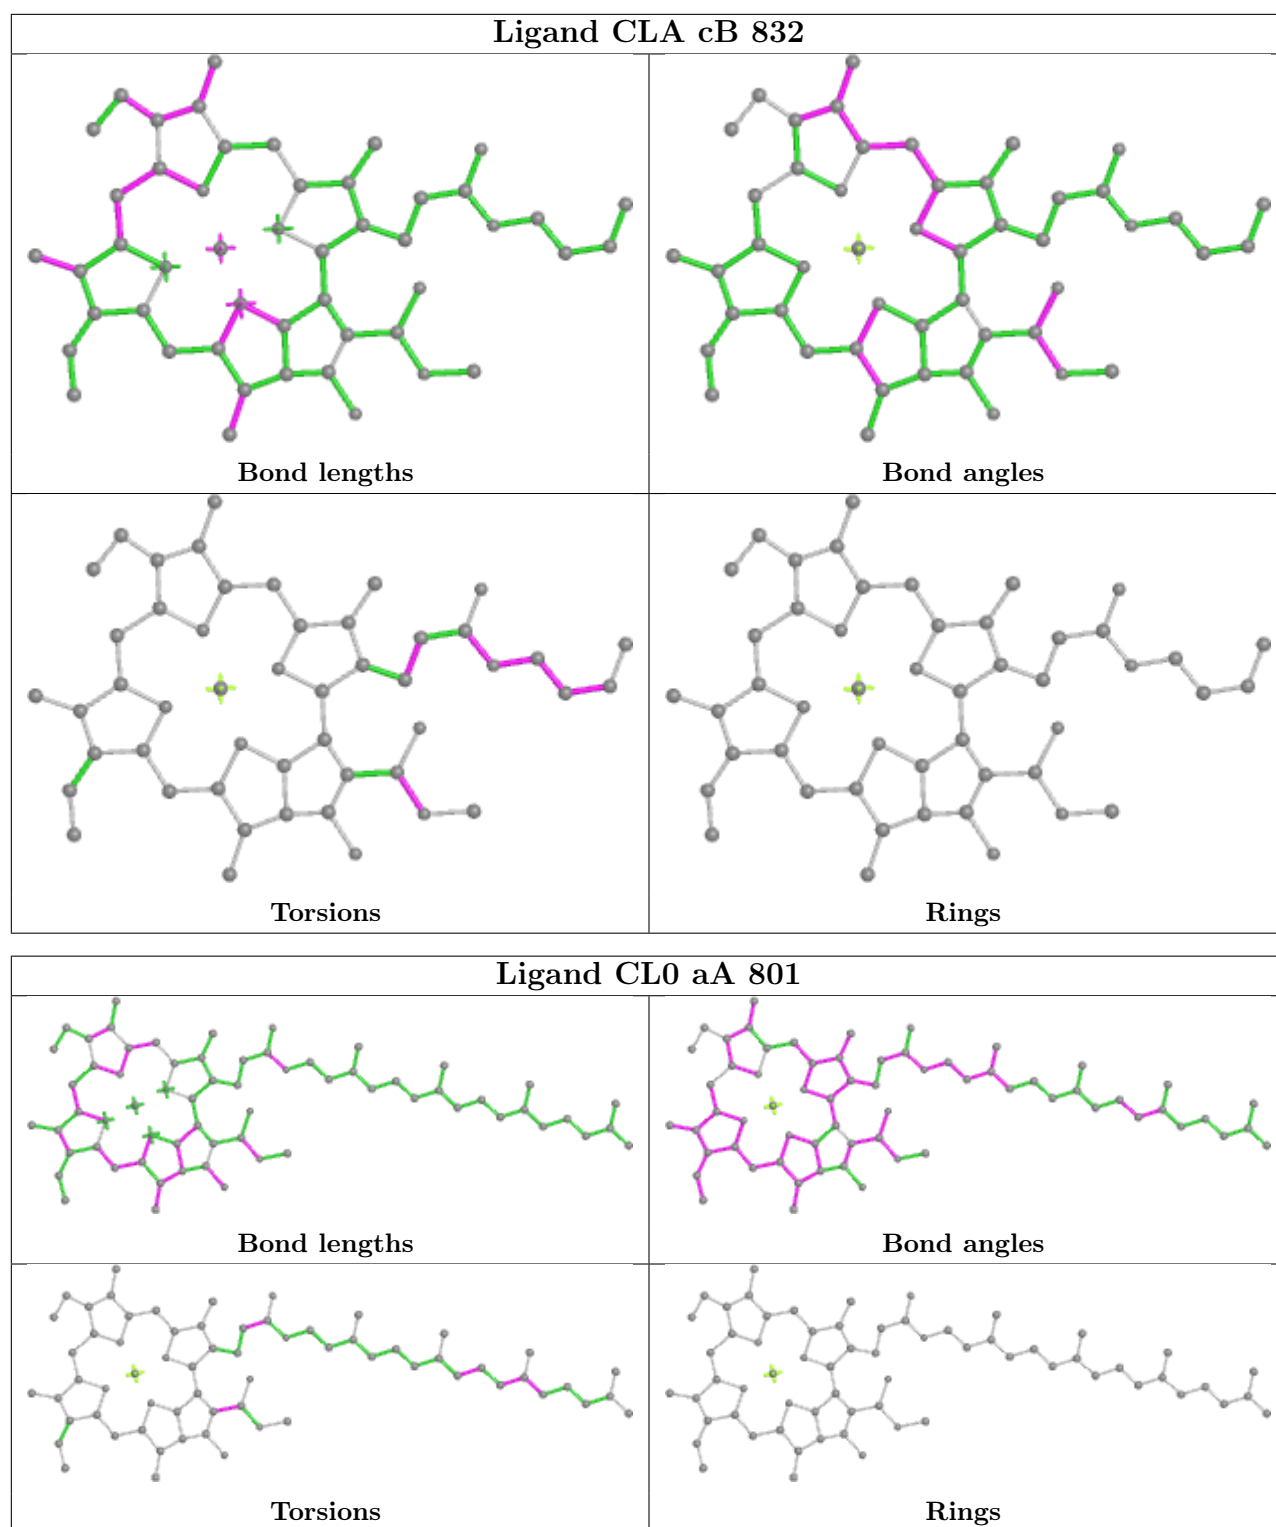 Ligand CLA cB 832
Bond lengths
Bond angles
Torsions
Rings
Ligand CL0 aA 801
Bond lengths
Bond angles
Torsions
Rings